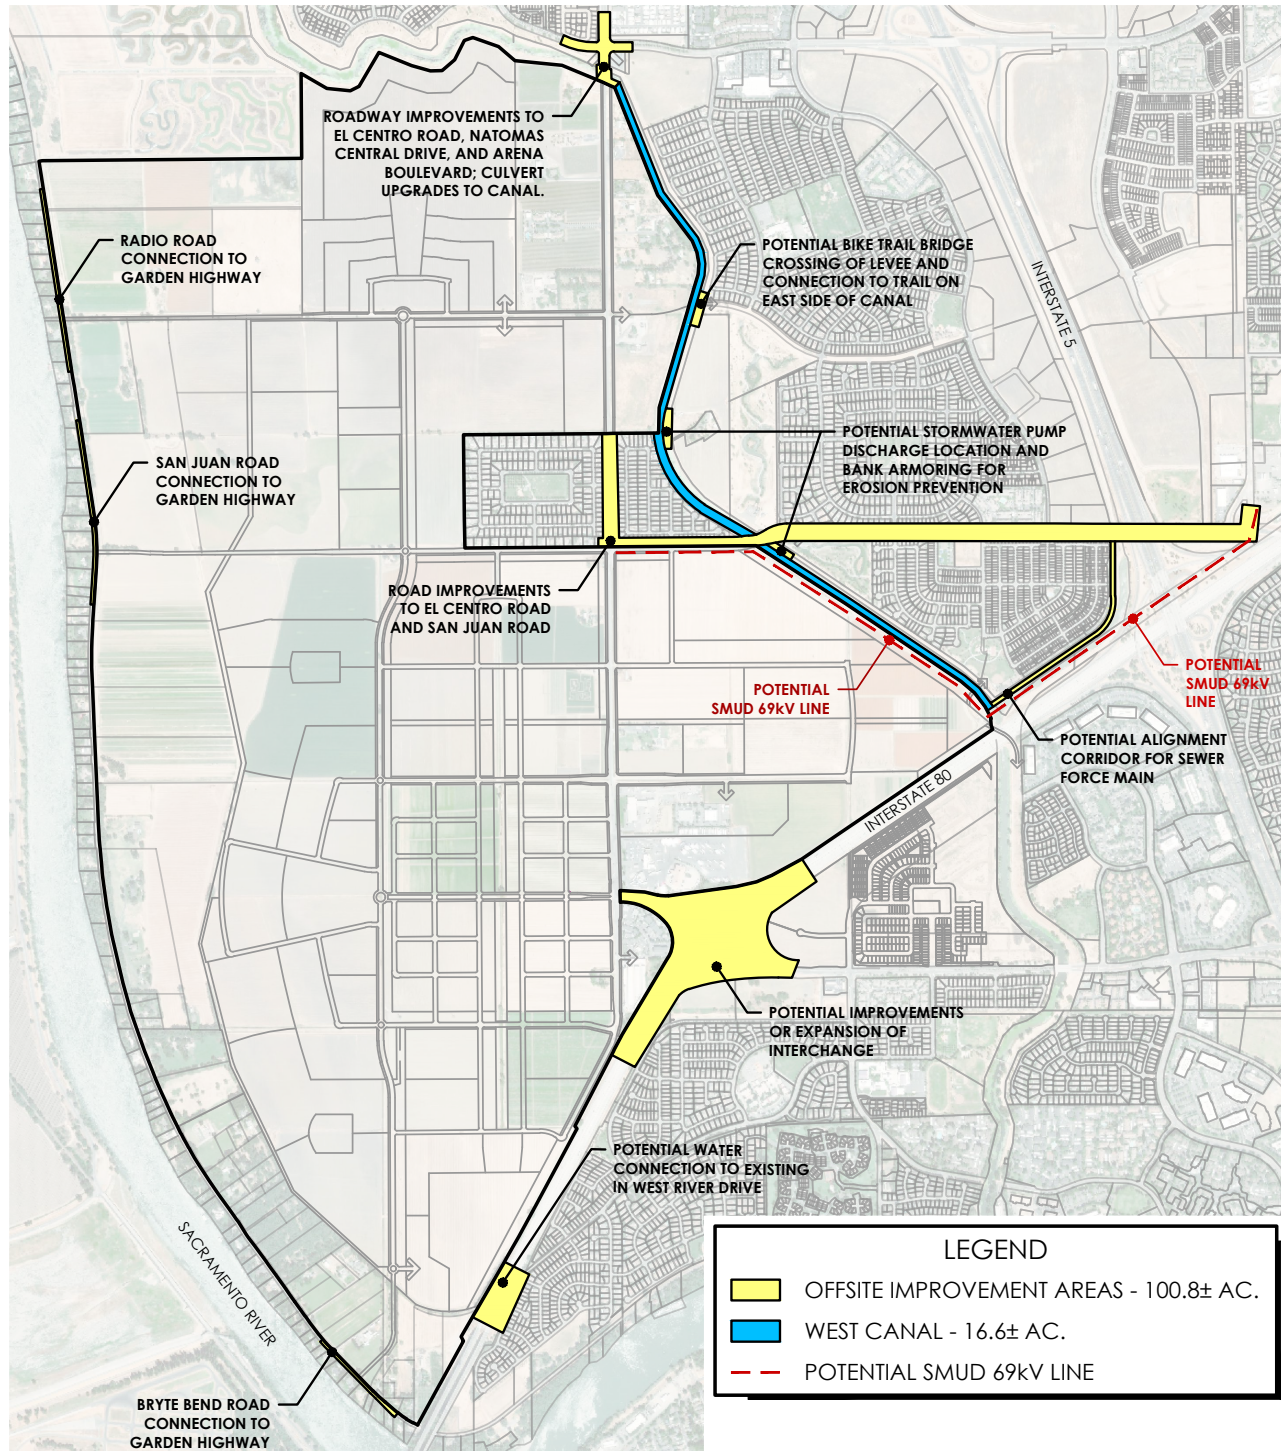 ROADWAY IMPROVEMENTS TO
EL CENTRO ROAD, NATOMAS
CENTRAL DRIVE, AND ARENA
BOULEVARD; CULVERT
UPGRADES TO CANAL.
RADIO ROAD
CONNECTION TO
GARDEN HIGHWAY
POTENTIAL BIKE TRAIL BRIDGE
CROSSING OF LEVEE AND
CONNECTION TO TRAIL ON
EAST SIDE OF CANAL
INTERSTATE 5
SAN JUAN ROAD
CONNECTION TO
GARDEN HIGHWAY
POTENTIAL STORMWATER PUMP
DISCHARGE LOCATION AND
BANK ARMORING FOR
EROSION PREVENTION
ROAD IMPROVEMENTS
TO EL CENTRO ROAD
AND SAN JUAN ROAD
POTENTIAL
SMUD 69kV LINE
POTENTIAL
SMUD 69kV
LINE
POTENTIAL ALIGNMENT
CORRIDOR FOR SEWER
FORCE MAIN
INTERSTATE 80
POTENTIAL IMPROVEMENTS
OR EXPANSION OF
INTERCHANGE
POTENTIAL WATER
CONNECTION TO EXISTING
IN WEST RIVER DRIVE
SACRAMENTO RIVER
BRYTE BEND ROAD
CONNECTION TO
GARDEN HIGHWAY
LEGEND
OFFSITE IMPROVEMENT AREAS - 100.8± AC.
WEST CANAL - 16.6± AC.
POTENTIAL SMUD 69kV LINE